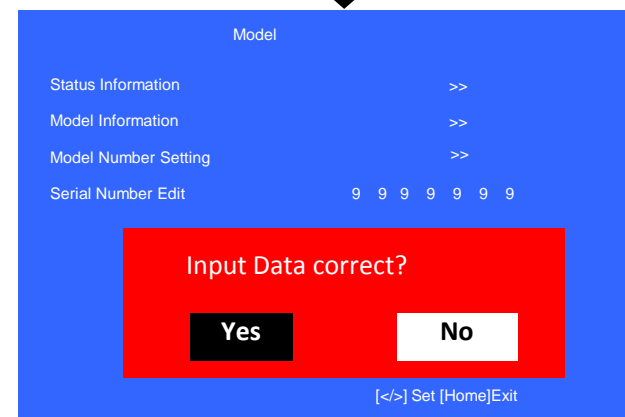 Model
Status Information >>
Model Information >>
Model Number Setting >>
Serial Number Edit 9 9 9 9 9 9 9
Input Data correct?
Yes No
[</>] Set [Home]Exit